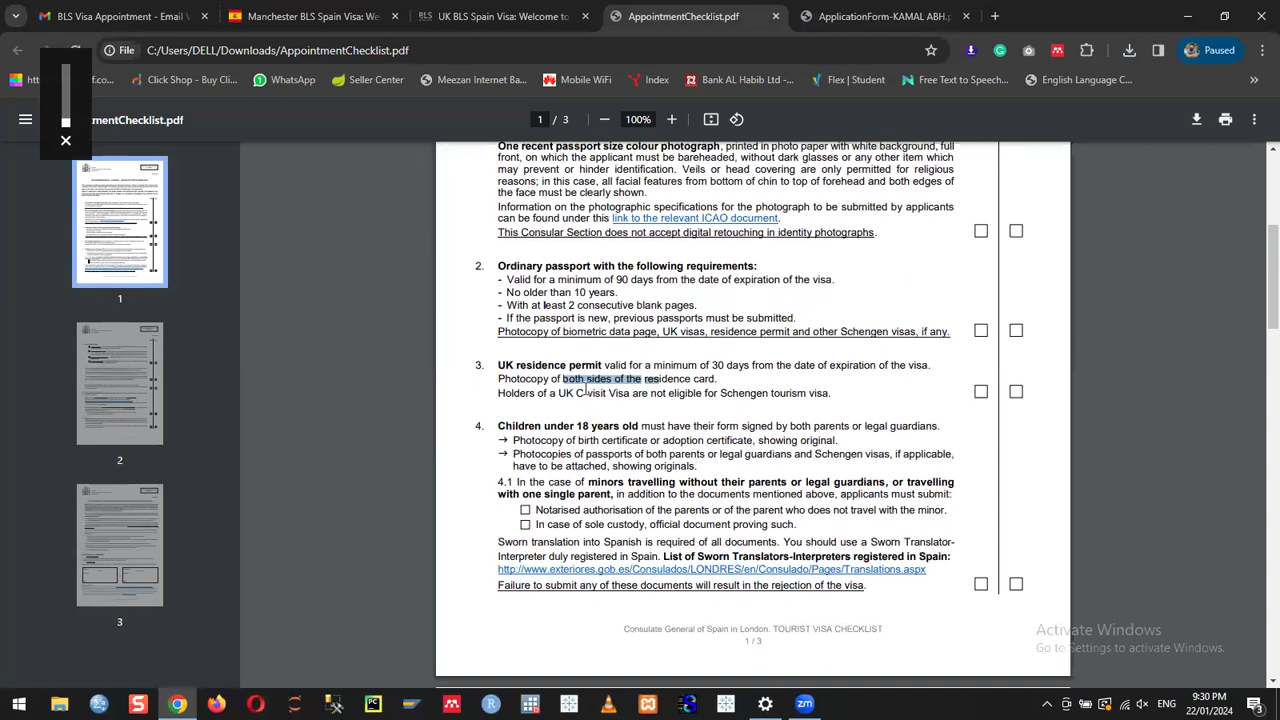 BLS Appointment - Email V
Manchester BLS Spain Visa
BLS
UK BLS Spain Visa - Online
AppointmentChecklist.pdf
ApplicationForm-KAMAL ABH.p
File
C:/Users/DELL/Downloads/AppointmentChecklist.pdf
Paused
Click Shop - Buy Cli...
WhatsApp
Seller Center
Meezan Internet Ban...
Mobile WiFi
Index
Bank AL Habib Ltd -...
Flex | Student
Free Text to Speech...
English Language C...
ntmentChecklist.pdf
1 / 3
100%
One recent passport size colour photograph, printed in photo paper with white background, full
front, in which the applicant must be bareheaded, without dark glasses or any other item which
may prevent or hinder identification. Veils or head covering are only permitted for religious
reasons; in this case, all facial features from bottom of chin to top of forehead and both edges of
the face must be clearly shown.
Information on the photographic specifications for the photograph to be submitted by applicants
can be found under this link to the relevant ICAO document.
This Consular Section does not accept digital retouching in identity photographs.
2. Ordinary passport with the following requirements:
- Valid for a minimum of 90 days from the date of expiration of the visa.
- No older than 10 years.
- With at least 2 consecutive blank pages.
- If the passport is new, previous passports must be submitted.
Photocopy of biometric data page, UK visas, residence permit and other Schengen visas, if any.
3. UK residence permit valid for a minimum of 30 days from the date of expiration of the visa.
Photocopy of both sides of the residence card.
Holders of a UK C-visit Visa are not eligible for Schengen tourism visa.
4. Children under 18 years old must have their form signed by both parents or legal guardians.
→ Photocopy of birth certificate or adoption certificate, showing original.
→ Photocopies of passports of both parents or legal guardians and Schengen visas, if applicable,
have to be attached, showing originals.
4.1 In the case of minors travelling without their parents or legal guardians, or travelling
with one single parent, in addition to the documents mentioned above, applicants must submit:
Notarised authorisation of the parents or of the parent who does not travel with the minor.
In case of sole custody, official document proving such.
Sworn translation into Spanish is required of all documents. You should use a Sworn Translator-
Interpreter duly registered in Spain. List of Sworn Translators-Interpreters registered in Spain:
http://www.exteriores.gob.es/Consulados/LONDRES/en/Consulado/Pages/Translations.aspx
Failure to submit any of these documents will result in the rejection of the visa.
Consulate General of Spain in London. TOURIST VISA CHECKLIST
1 / 3
1
2
3
Activate Windows
Go to Settings to activate Windows.
ENG
9:30 PM
22/01/2024